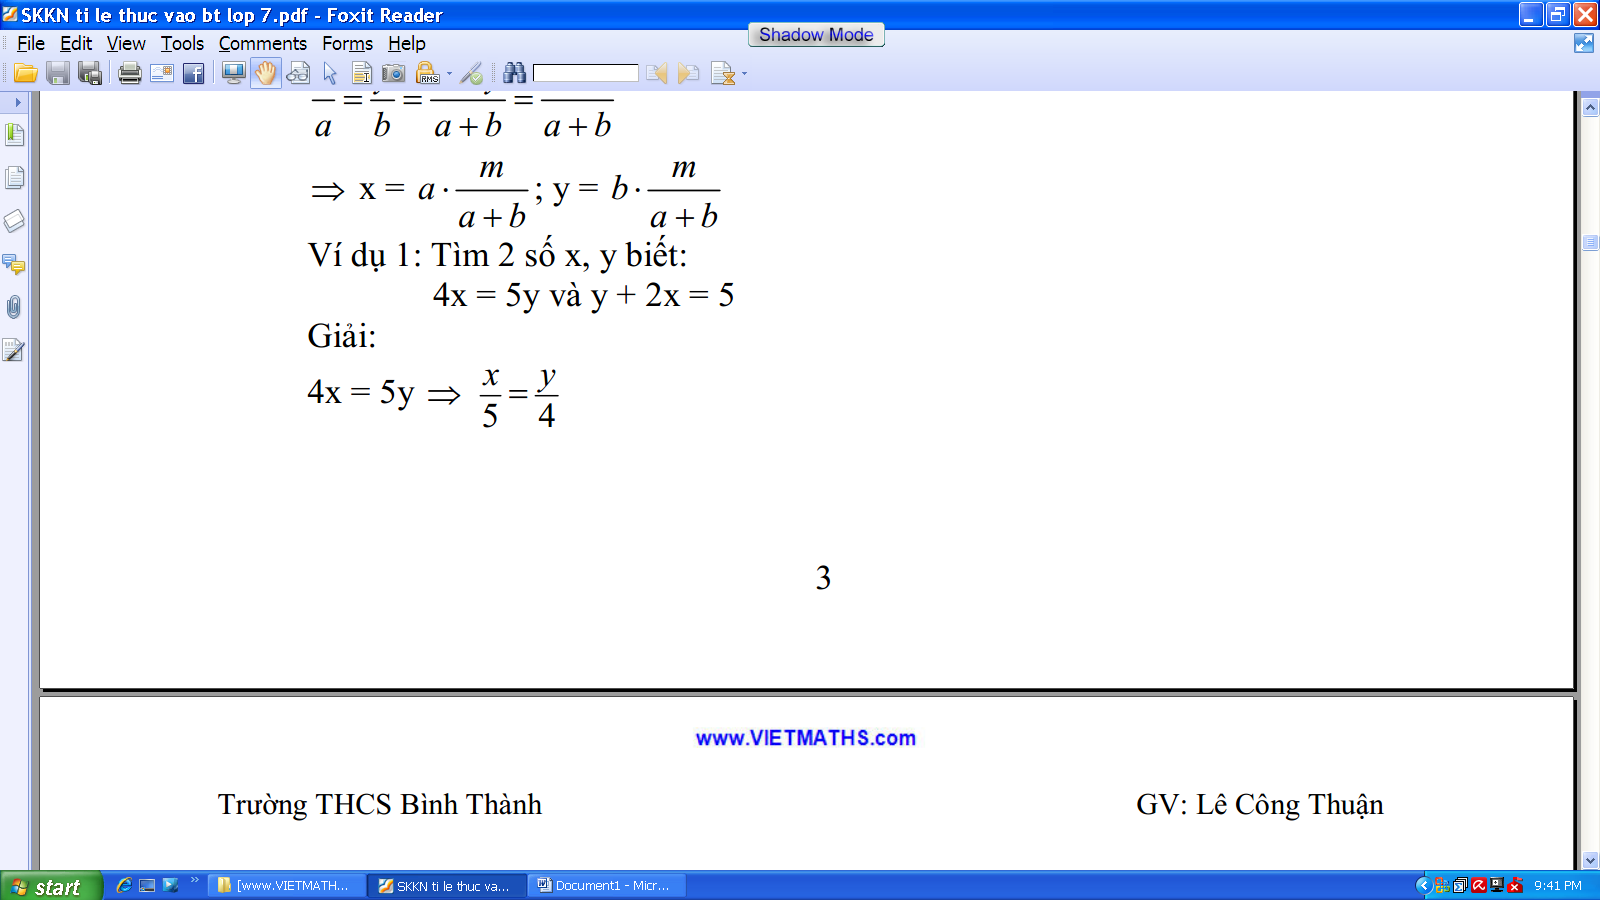 SKKN ti le thuc vao bt lop 7.pdf - Foxit Reader
Shadow Mode
File Edit View Tools Comments Forms Help
RMS
a = b = a + b = a + b
⇒ x = a · m/(a + b) ; y = b · m/(a + b)
Ví dụ 1: Tìm 2 số x, y biết:
4x = 5y và y + 2x = 5
Giải:
4x = 5y ⇒ x/5 = y/4
3
www.VIETMATHS.com
Trường THCS Bình Thành GV: Lê Công Thuận
start [www.VIETMATH... SKKN ti le thuc va... Document1 - Micr... 9:41 PM